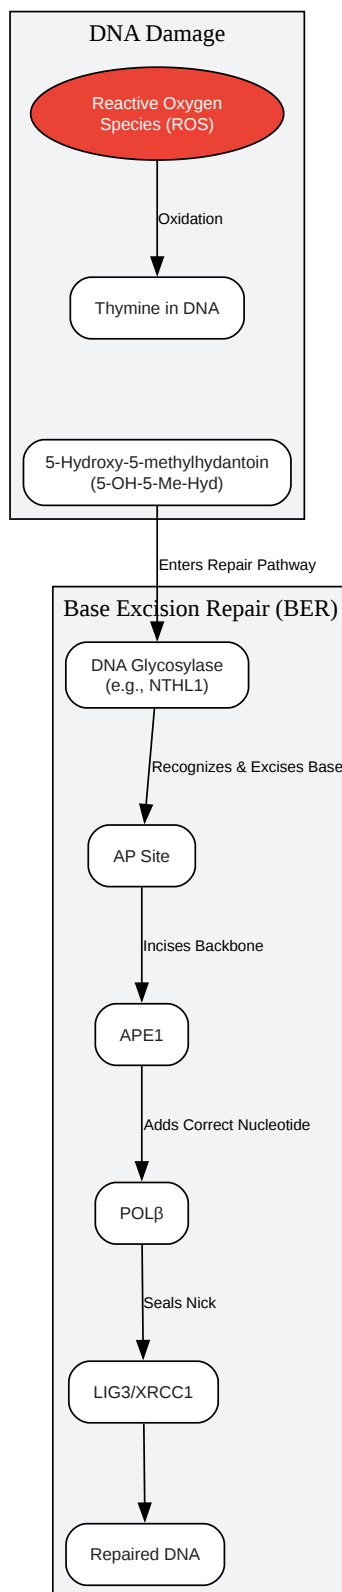 DNA Damage
Reactive Oxygen
Species (ROS)
Oxidation
Thymine in DNA
5-Hydroxy-5-methylhydantoin
(5-OH-5-Me-Hyd)
Enters Repair Pathway
Base Excision Repair (BER)
DNA Glycosylase
(e.g., NTHL1)
Recognizes & Excises Base
AP Site
Incises Backbone
APE1
Adds Correct Nucleotide
POLβ
Seals Nick
LIG3/XRCC1
Repaired DNA